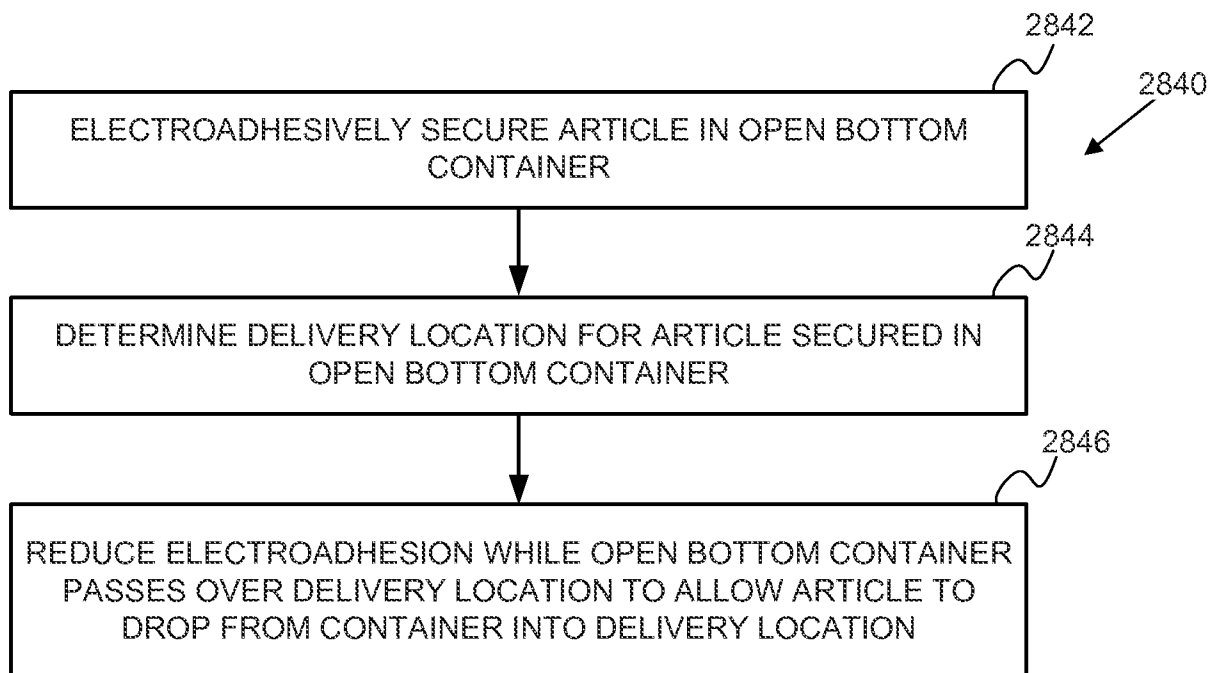 2842
2840
ELECTROADHESIVELY SECURE ARTICLE IN OPEN BOTTOM
CONTAINER
2844
DETERMINE DELIVERY LOCATION FOR ARTICLE SECURED IN
OPEN BOTTOM CONTAINER
2846
REDUCE ELECTROADHESION WHILE OPEN BOTTOM CONTAINER
PASSES OVER DELIVERY LOCATION TO ALLOW ARTICLE TO
DROP FROM CONTAINER INTO DELIVERY LOCATION